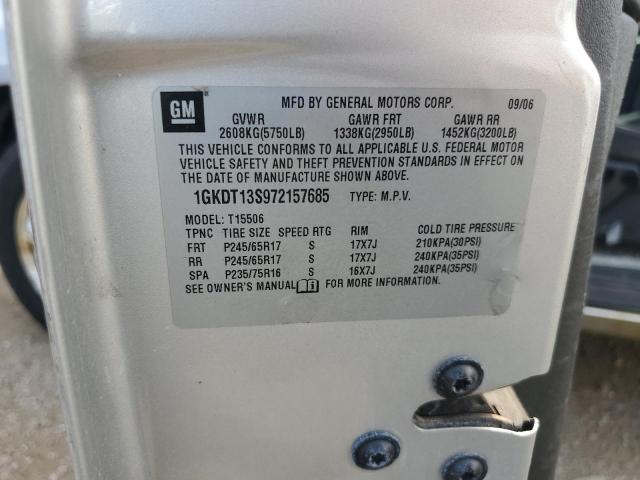 GM
MFD BY GENERAL MOTORS CORP. 09/06
GVWR GAWR FRT GAWR RR
2608KG(5750LB) 1338KG(2950LB) 1452KG(3200LB)
THIS VEHICLE CONFORMS TO ALL APPLICABLE U.S. FEDERAL MOTOR
VEHICLE SAFETY AND THEFT PREVENTION STANDARDS IN EFFECT ON
THE DATE OF MANUFACTURE SHOWN ABOVE.
1GKDT13S972157685 TYPE: M.P.V.
MODEL: T15506
TPNC TIRE SIZE SPEED RTG RIM COLD TIRE PRESSURE
FRT P245/65R17 S 17X7J 210KPA(30PSI)
RR P245/65R17 S 17X7J 240KPA(35PSI)
SPA P235/75R16 S 16X7J 240KPA(35PSI)
SEE OWNER'S MANUAL FOR MORE INFORMATION.